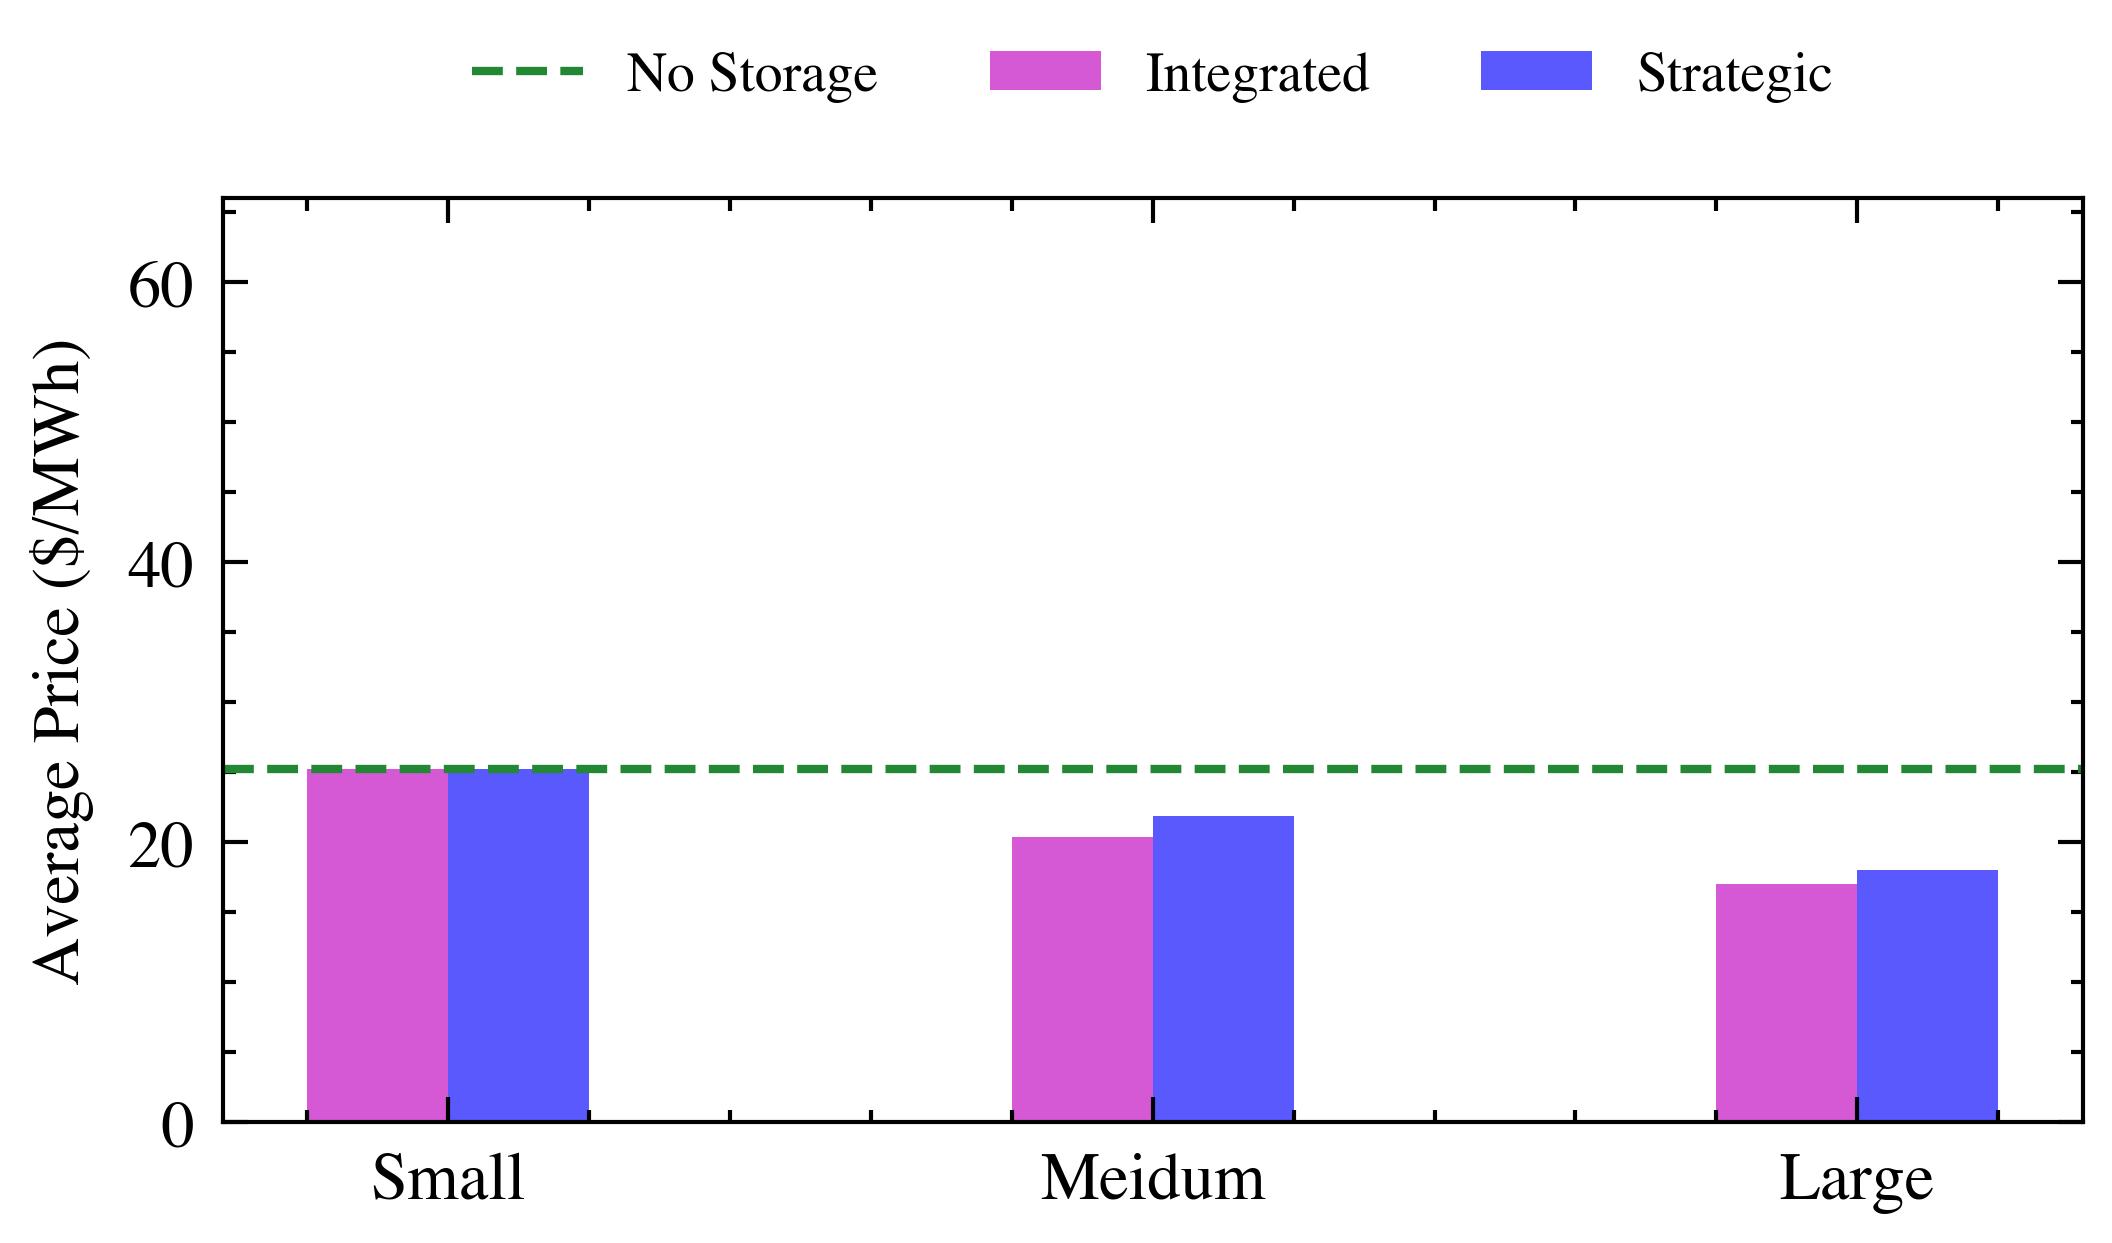 No Storage Integrated Strategic
Average Price ($/MWh)
60
40
20
0
Small Meidum Large